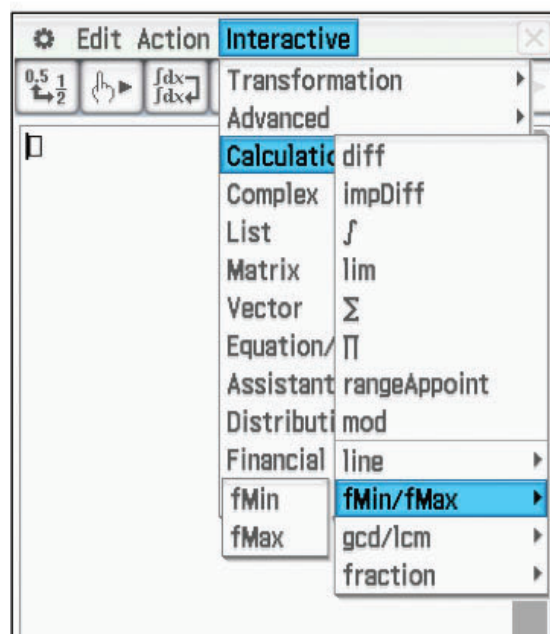 Edit Action Interactive
0.5 1 2
∫dx
∫dx
Transformation
Advanced
Calculatic
Complex
List
Matrix
Vector
Equation/
Assistant
Distributi
Financial
diff
impDiff
∫
lim
Σ
∏
rangeAppoint
mod
line
fMin/fMax
gcd/lcm
fraction
fMin
fMax